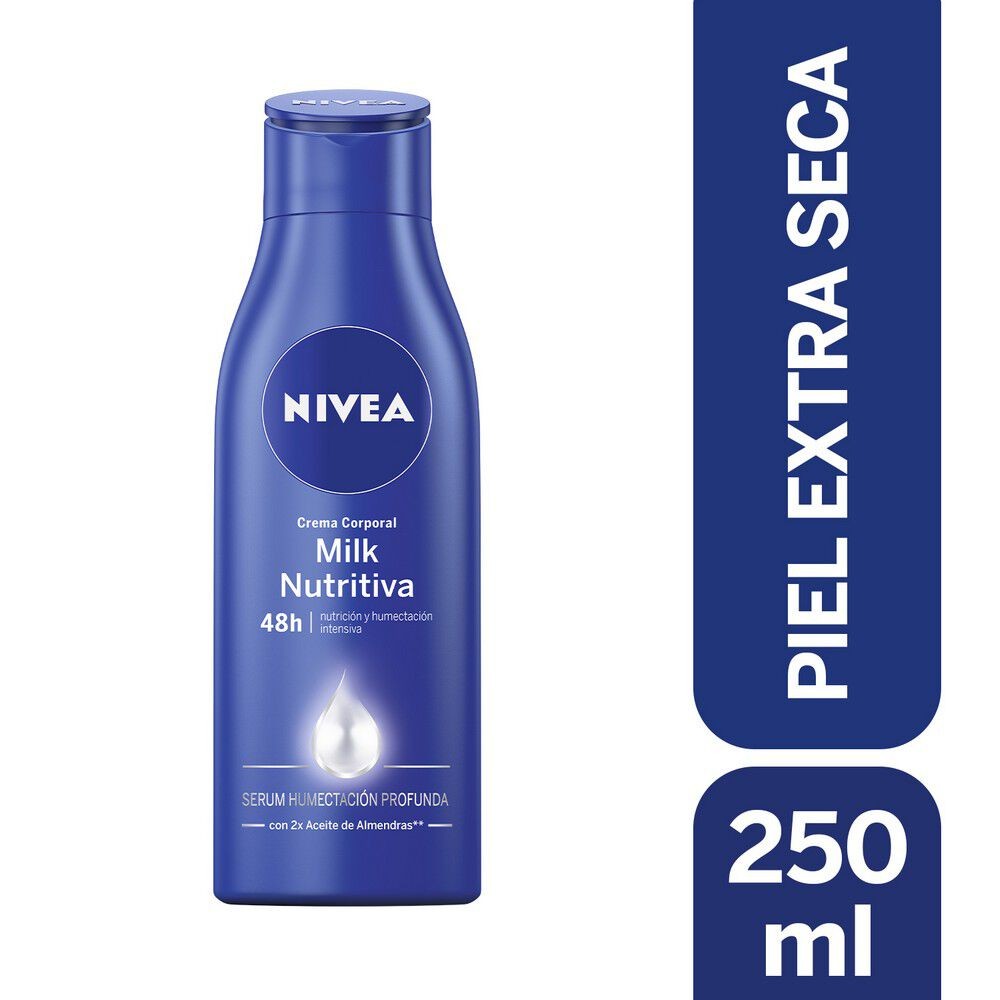 NIVEA
NIVEA
Crema Corporal
Milk
Nutritiva
48h
nutrición y humectación
intensiva
SERUM HUMECTACIÓN PROFUNDA
con 2x Aceite de Almendras**
PIEL EXTRA SECA
250
ml